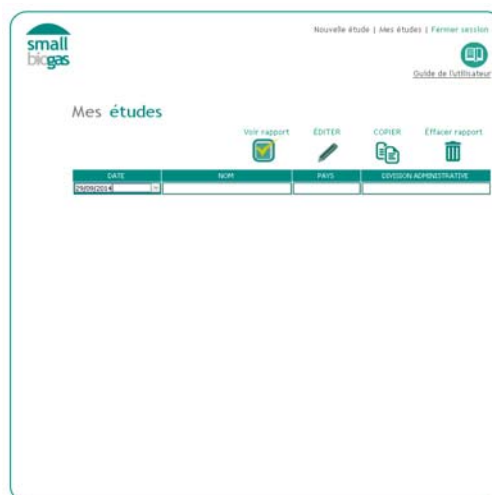 Nouvelle étude | Mes études | Fermer session
small
biogas
Guide de l'utilisateur
Mes études
Voir rapport ÉDITER COPIER Effacer rapport
DATE NOM PAYS DIVISION ADMINISTRATIVE
29/09/2014